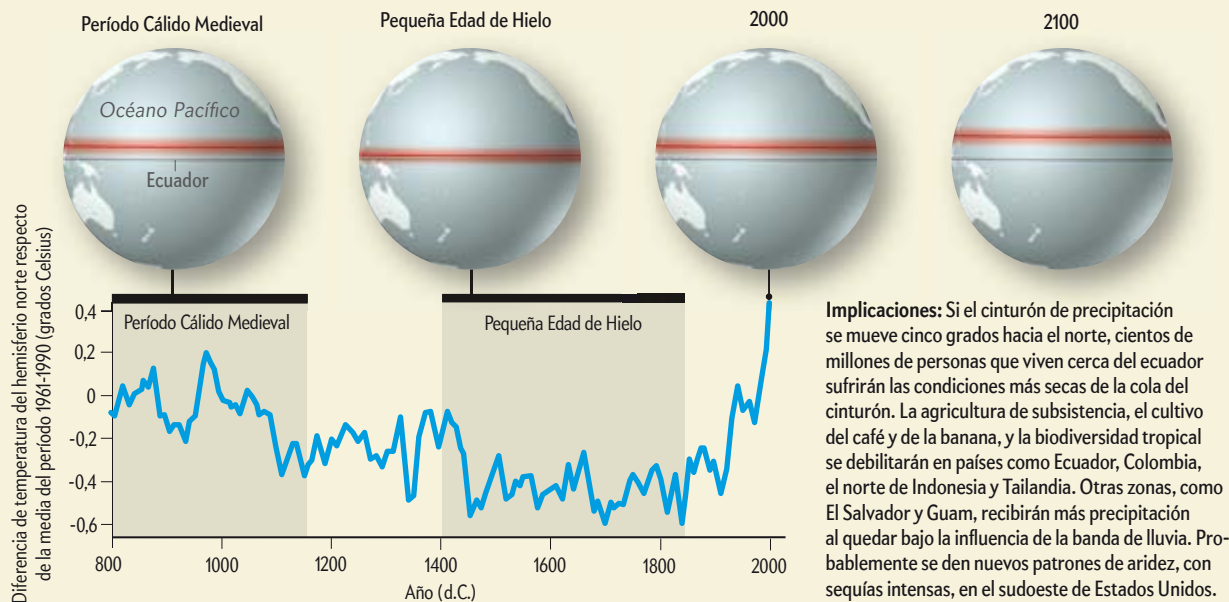 Período Cálido Medieval
Pequeña Edad de Hielo
2000
2100
Océano Pacífico
Ecuador
Diferencia de temperatura del hemisferio norte respecto
de la media del período 1961-1990 (grados Celsius)
0,4
0,2
0
-0,2
-0,4
-0,6
Período Cálido Medieval
Pequeña Edad de Hielo
800
1000
1200
1400
1600
1800
2000
Año (d.C.)
Implicaciones: Si el cinturón de precipitación
se mueve cinco grados hacia el norte, cientos de
millones de personas que viven cerca del ecuador
sufrirán las condiciones más secas de la cola del
cinturón. La agricultura de subsistencia, el cultivo
del café y de la banana, y la biodiversidad tropical
se debilitarán en países como Ecuador, Colombia,
el norte de Indonesia y Tailandia. Otras zonas, como
El Salvador y Guam, recibirán más precipitación
al quedar bajo la influencia de la banda de lluvia. Pro-
bablemente se den nuevos patrones de aridez, con
sequías intensas, en el sudoeste de Estados Unidos.